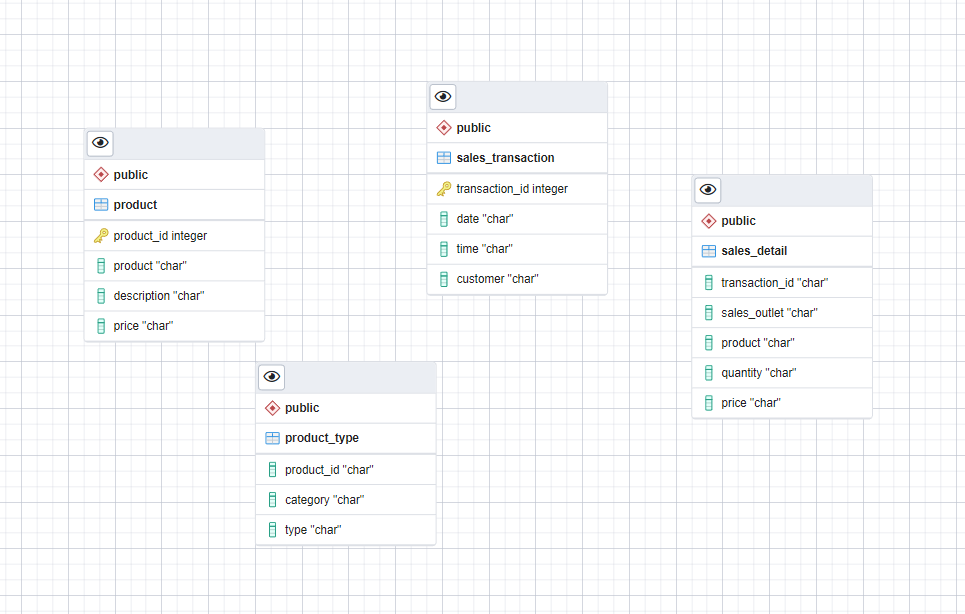 public
product
product_id integer
product "char"
description "char"
price "char"
public
sales_transaction
transaction_id integer
date "char"
time "char"
customer "char"
public
sales_detail
transaction_id "char"
sales_outlet "char"
product "char"
quantity "char"
price "char"
public
product_type
product_id "char"
category "char"
type "char"